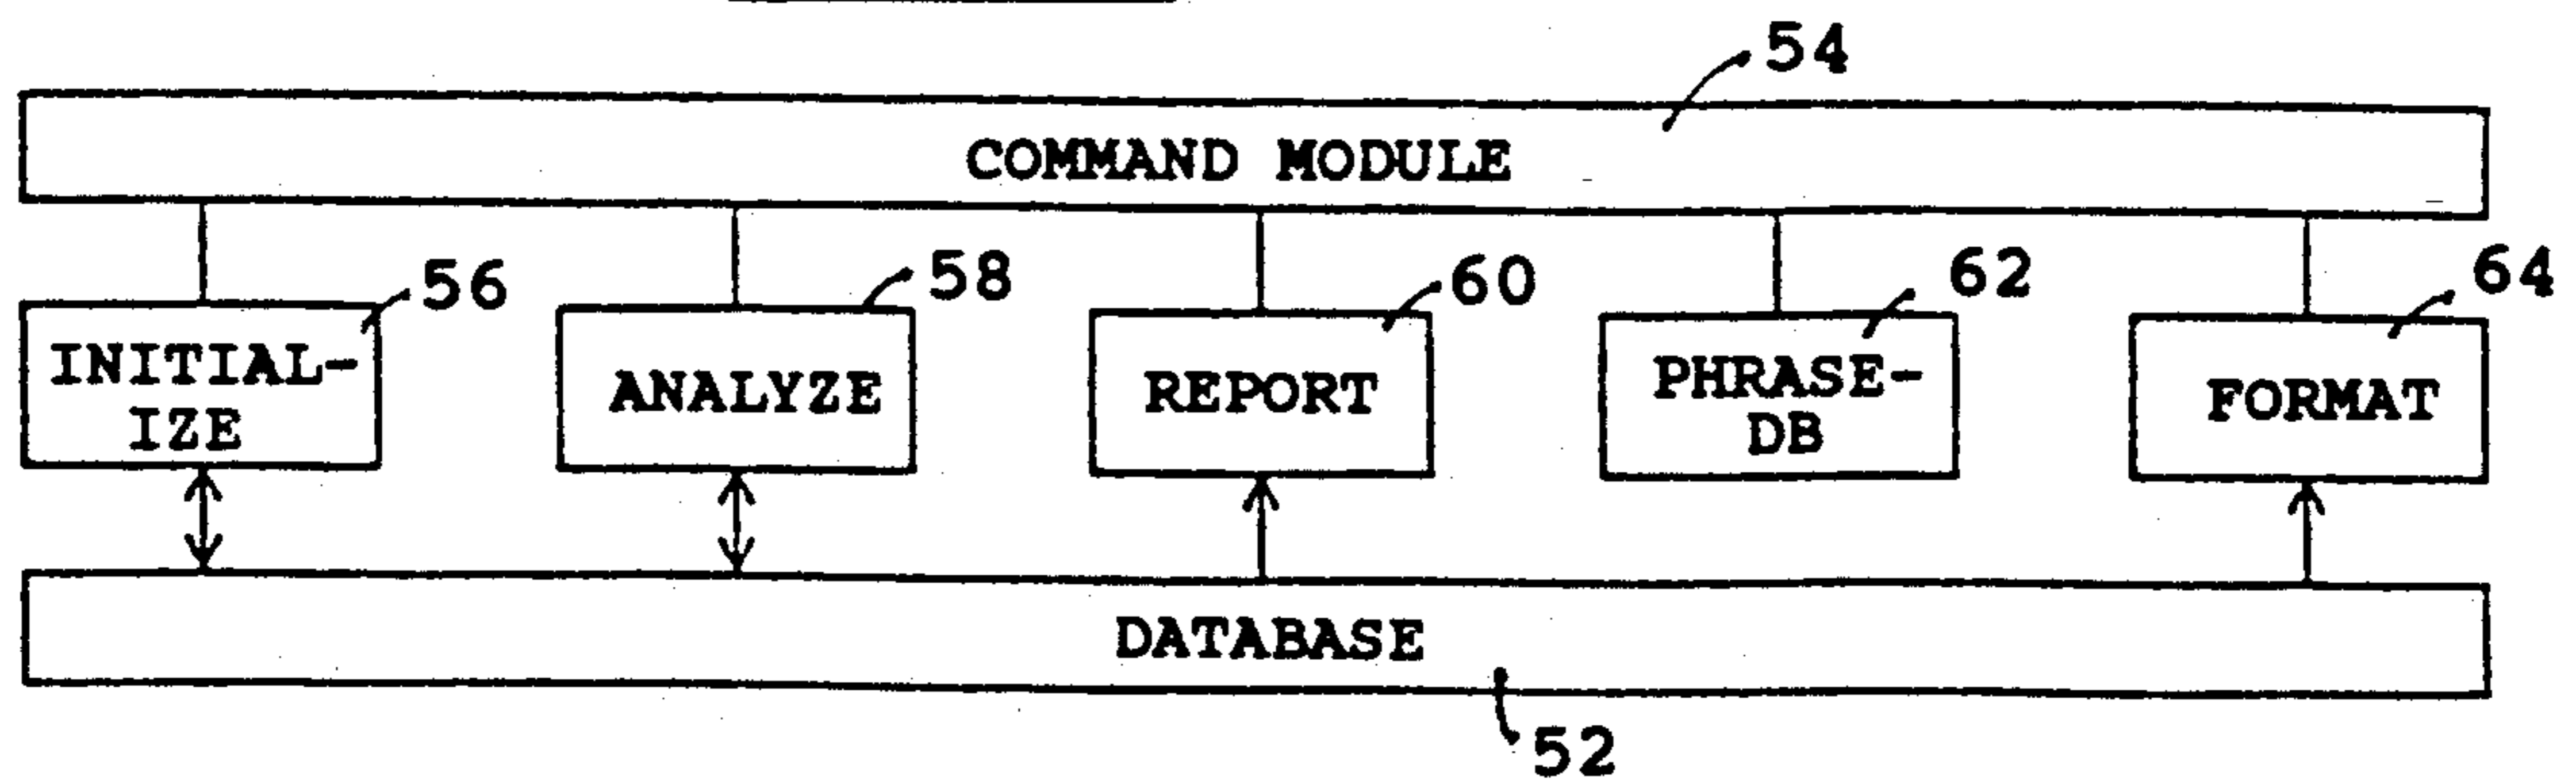 54
COMMAND MODULE
56
58
60
62
64
INITIAL-
IZE
ANALYZE
REPORT
PHRASE-
DB
FORMAT
DATABASE
52